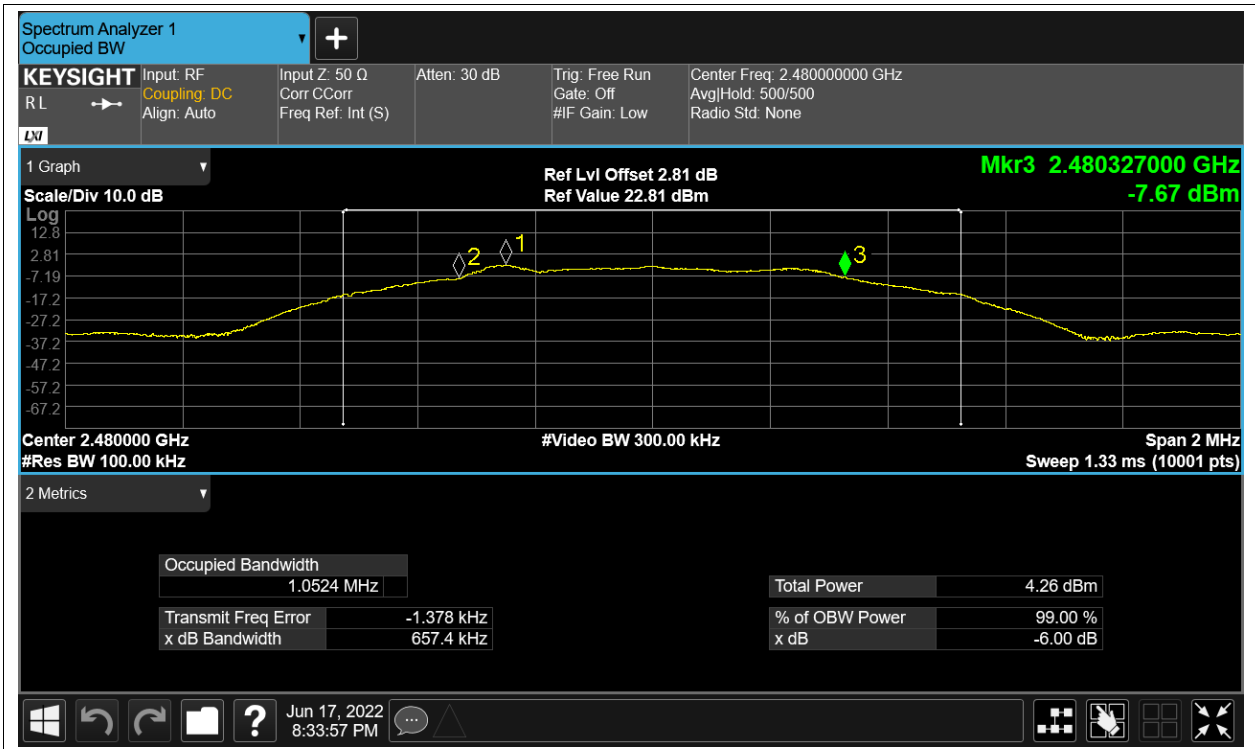 Spectrum Analyzer 1
Occupied BW
KEYSIGHT
R L
LXI
Input: RF
Coupling: DC
Align: Auto
Input Z: 50 Ω
Corr CCorr
Freq Ref: Int (S)
Atten: 30 dB
Trig: Free Run
Gate: Off
#IF Gain: Low
Center Freq: 2.480000000 GHz
Avg|Hold: 500/500
Radio Std: None
1 Graph
Scale/Div 10.0 dB
Ref Lvl Offset 2.81 dB
Ref Value 22.81 dBm
Mkr3 2.480327000 GHz
-7.67 dBm
Log
12.8
2.81
-7.19
-17.2
-27.2
-37.2
-47.2
-57.2
-67.2
2
1
3
Center 2.480000 GHz
#Res BW 100.00 kHz
#Video BW 300.00 kHz
Span 2 MHz
Sweep 1.33 ms (10001 pts)
2 Metrics
Occupied Bandwidth
1.0524 MHz
Transmit Freq Error -1.378 kHz
x dB Bandwidth 657.4 kHz
Total Power 4.26 dBm
% of OBW Power 99.00 %
x dB -6.00 dB
?
Jun 17, 2022
8:33:57 PM